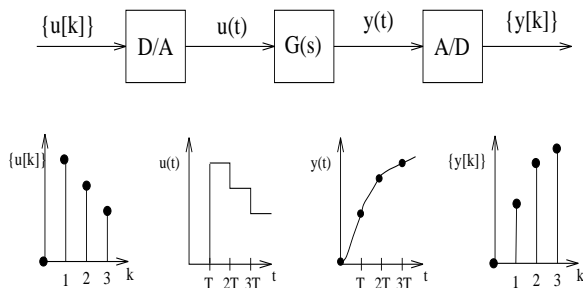 {u[k]} u(t) y(t) {y[k]}
D/A G(s) A/D
{u[k]}
1 2 3 k
u(t)
T 2T 3T t
y(t)
T 2T 3T t
{y[k]}
1 2 3 k